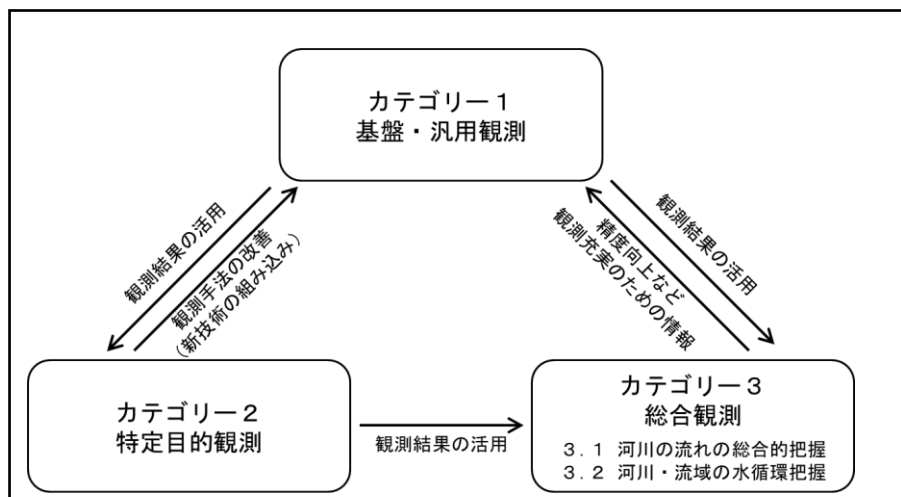 カテゴリー１
基盤・汎用観測
観測結果の活用
観測手法の改善
(新技術の組み込み)
観測結果の活用
精度向上など
観測充実のための情報
カテゴリー２
特定目的観測
観測結果の活用
カテゴリー３
総合観測
３.１ 河川の流れの総合的把握
３.２ 河川・流域の水循環把握